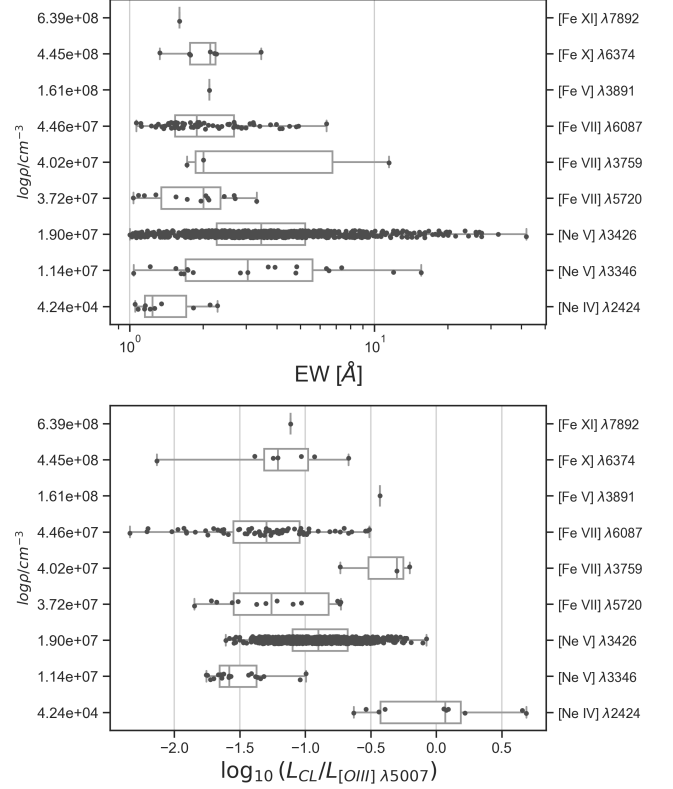 6.39e+08 [Fe XI] λ7892
4.45e+08 [Fe X] λ6374
1.61e+08 [Fe V] λ3891
4.46e+07 [Fe VII] λ6087
4.02e+07 [Fe VII] λ3759
3.72e+07 [Fe VII] λ5720
1.90e+07 [Ne V] λ3426
1.14e+07 [Ne V] λ3346
4.24e+04 [Ne IV] λ2424
logρ/cm⁻³
10⁰ 10¹
EW [Å]
6.39e+08 [Fe XI] λ7892
4.45e+08 [Fe X] λ6374
1.61e+08 [Fe V] λ3891
4.46e+07 [Fe VII] λ6087
4.02e+07 [Fe VII] λ3759
3.72e+07 [Fe VII] λ5720
1.90e+07 [Ne V] λ3426
1.14e+07 [Ne V] λ3346
4.24e+04 [Ne IV] λ2424
logρ/cm⁻³
−2.0 −1.5 −1.0 −0.5 0.0 0.5
log₁₀ (L_CL/L_[OIII] λ5007)